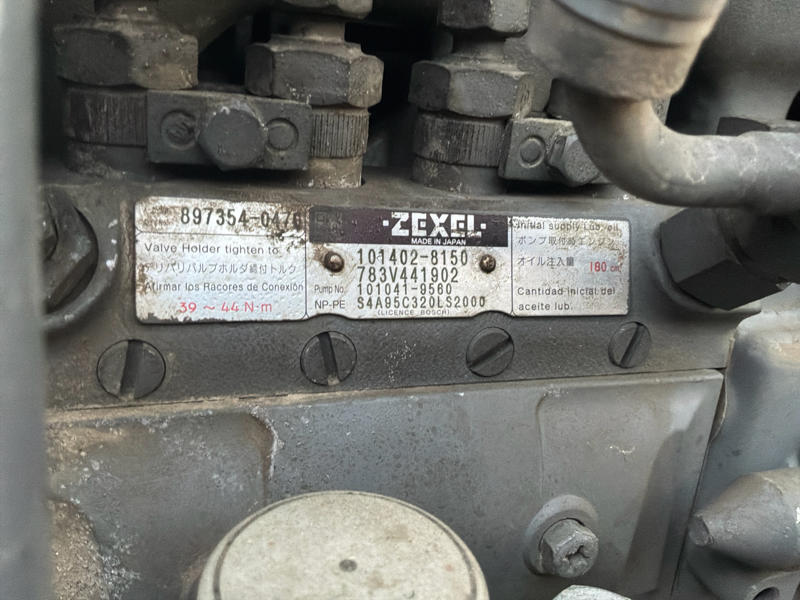 897354-0476
Valve Holder tighten to.
デリバリバルブホルダ締付トルク
Afirmar los Racores de Conexión
39 ~ 44 N·m
ZEXEL
MADE IN JAPAN
101402-8150
783V441902
Pump No. 101041-9560
NP-PE S4A95C320LS2000
(LICENCE BOSCH)
Initial supply Lub. oil
ポンプ取付時エンジン
オイル注入量 180 cm³
Cantidad inicial del
aceite lub.